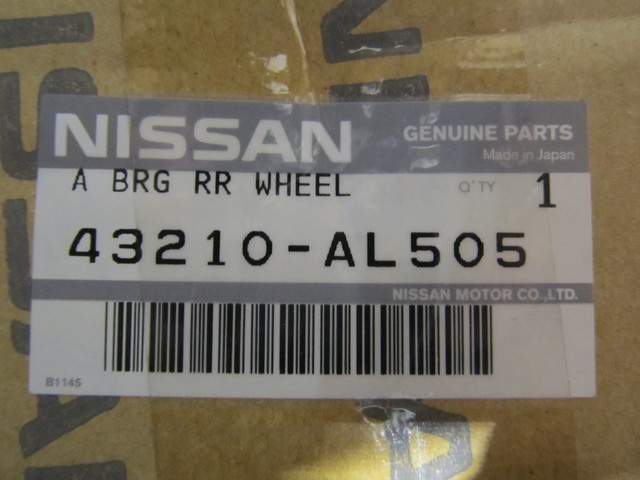 NISSAN GENUINE PARTS
Made in Japan
A BRG RR WHEEL Q'TY 1
43210-AL505
NISSAN MOTOR CO.,LTD.
B1145